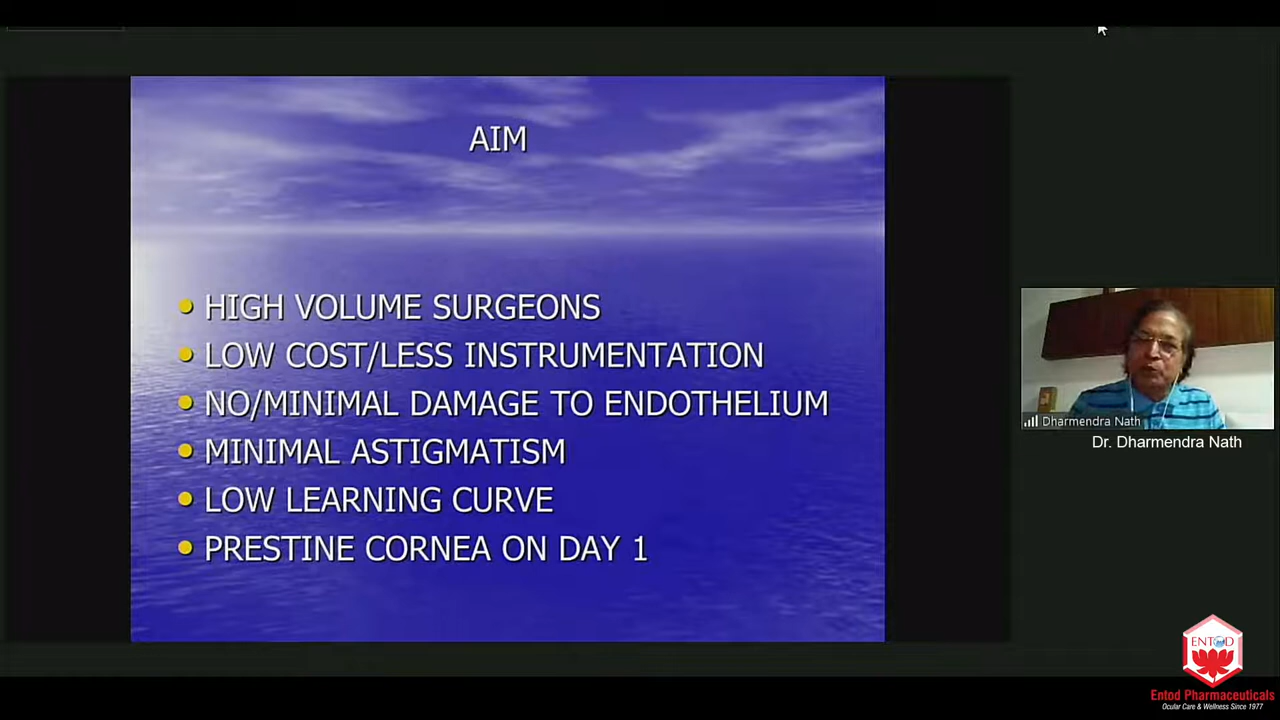 AIM
HIGH VOLUME SURGEONS
LOW COST/LESS INSTRUMENTATION
NO/MINIMAL DAMAGE TO ENDOTHELIUM
MINIMAL ASTIGMATISM
LOW LEARNING CURVE
PRESTINE CORNEA ON DAY 1
Dharmendra Nath
Dr. Dharmendra Nath
ENTOD
Entod Pharmaceuticals
Ocular Care & Wellness Since 1977